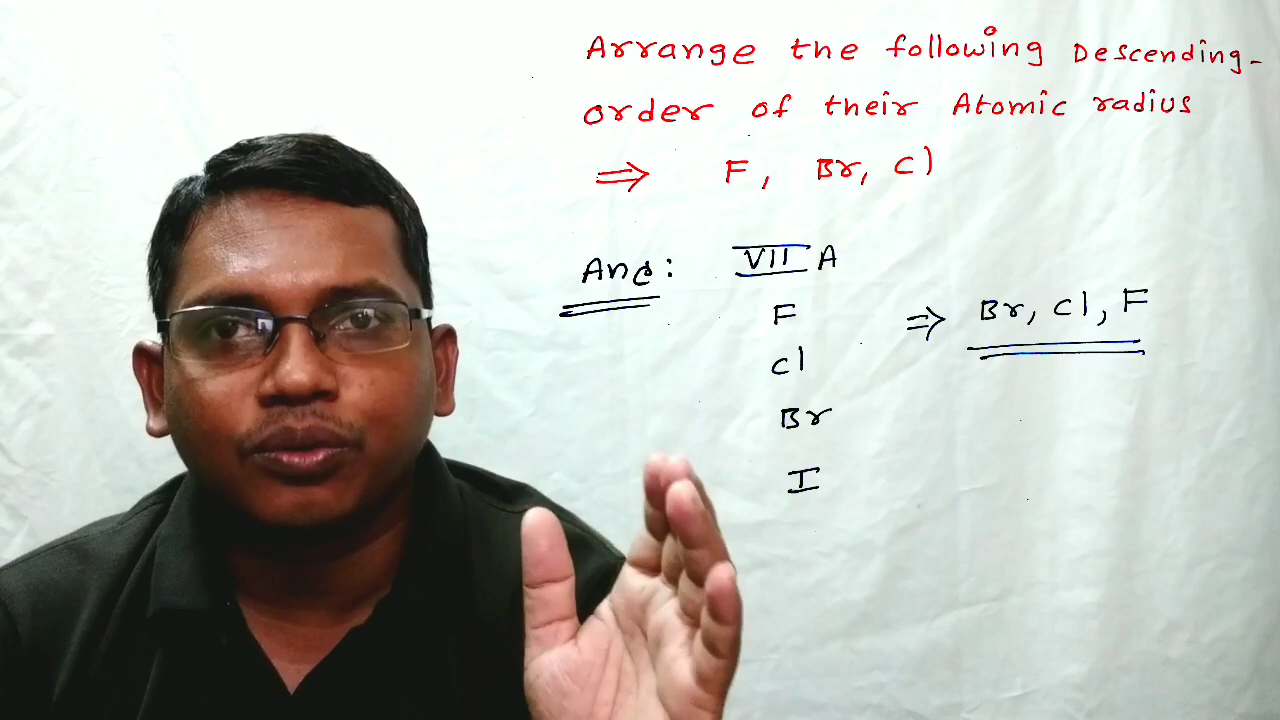 Arrange the following Descending-
order of their Atomic radius
⇒ F, Br, Cl
Ans: VII A
F
Cl
Br
I
⇒ Br, Cl, F